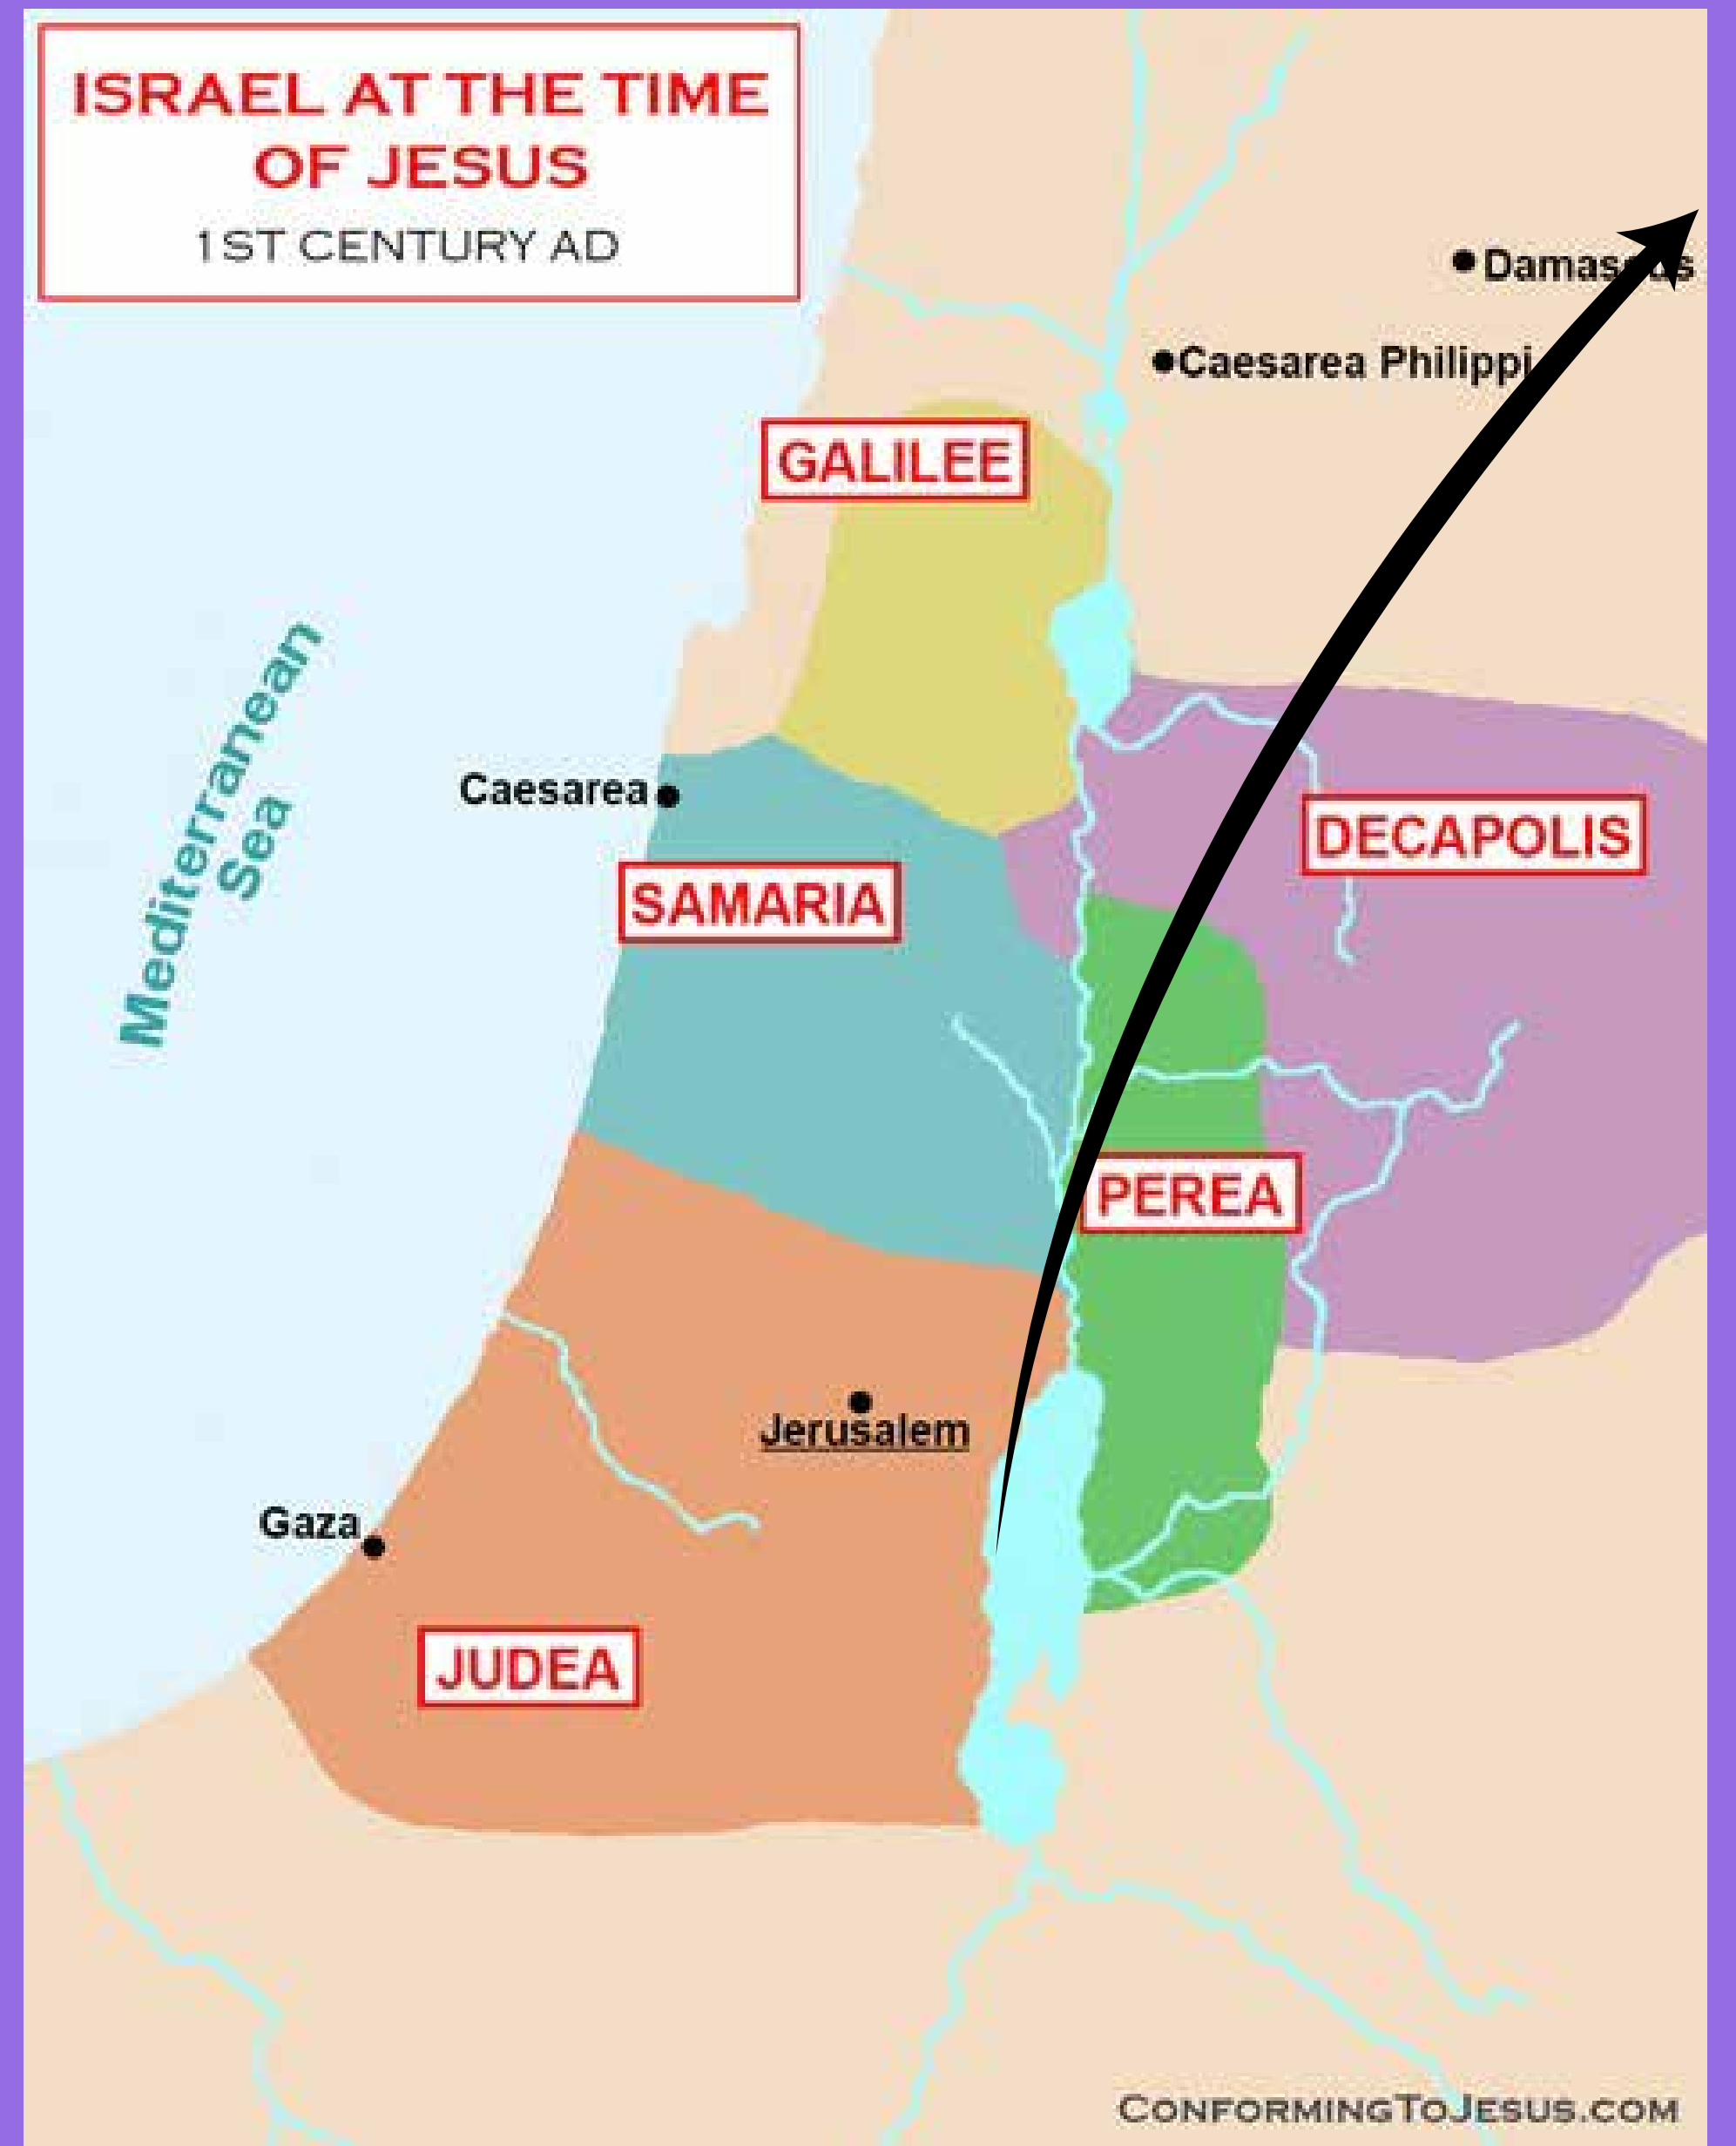 ISRAEL AT THE TIME
OF JESUS
1ST CENTURY AD
Damascus
Caesarea Philippi
GALILEE
Mediterranean
Sea
Caesarea
DECAPOLIS
SAMARIA
PEREA
Jerusalem
Gaza
JUDEA
CONFORMINGTOJESUS.COM